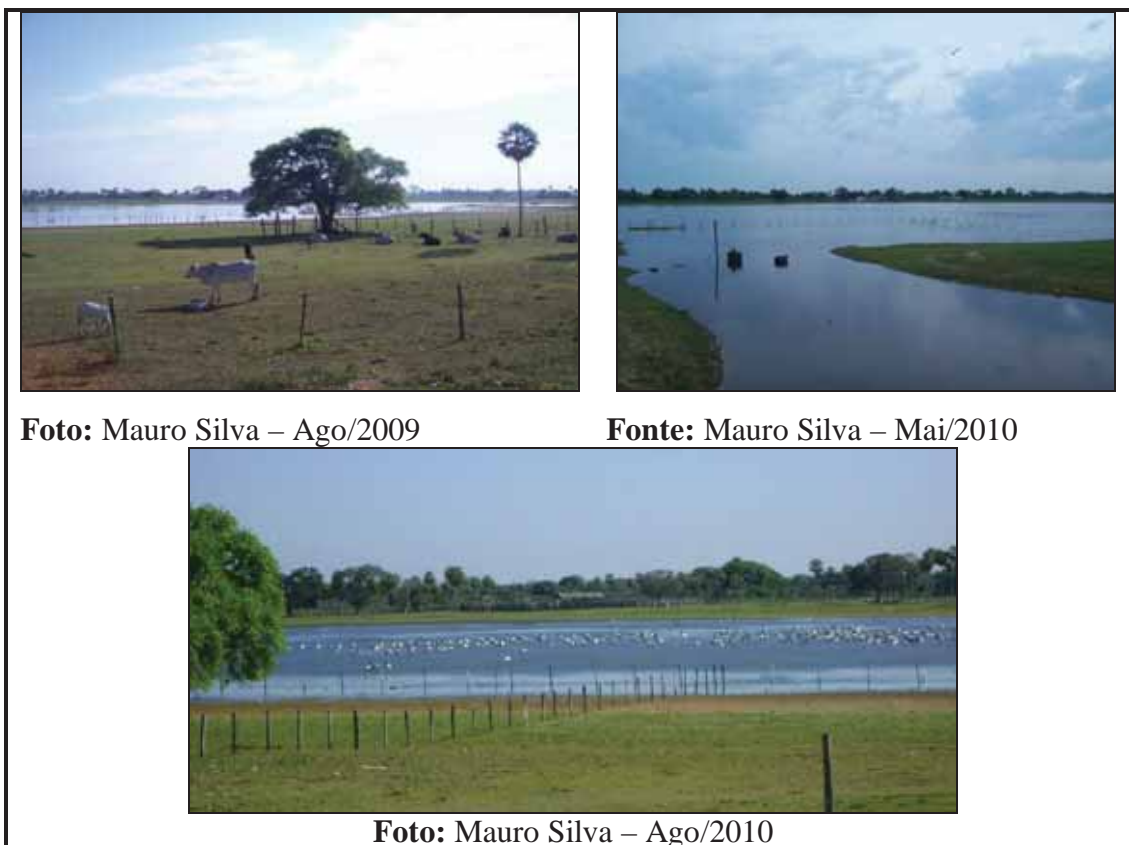 Foto: Mauro Silva – Ago/2009
Fonte: Mauro Silva – Mai/2010
Foto: Mauro Silva – Ago/2010